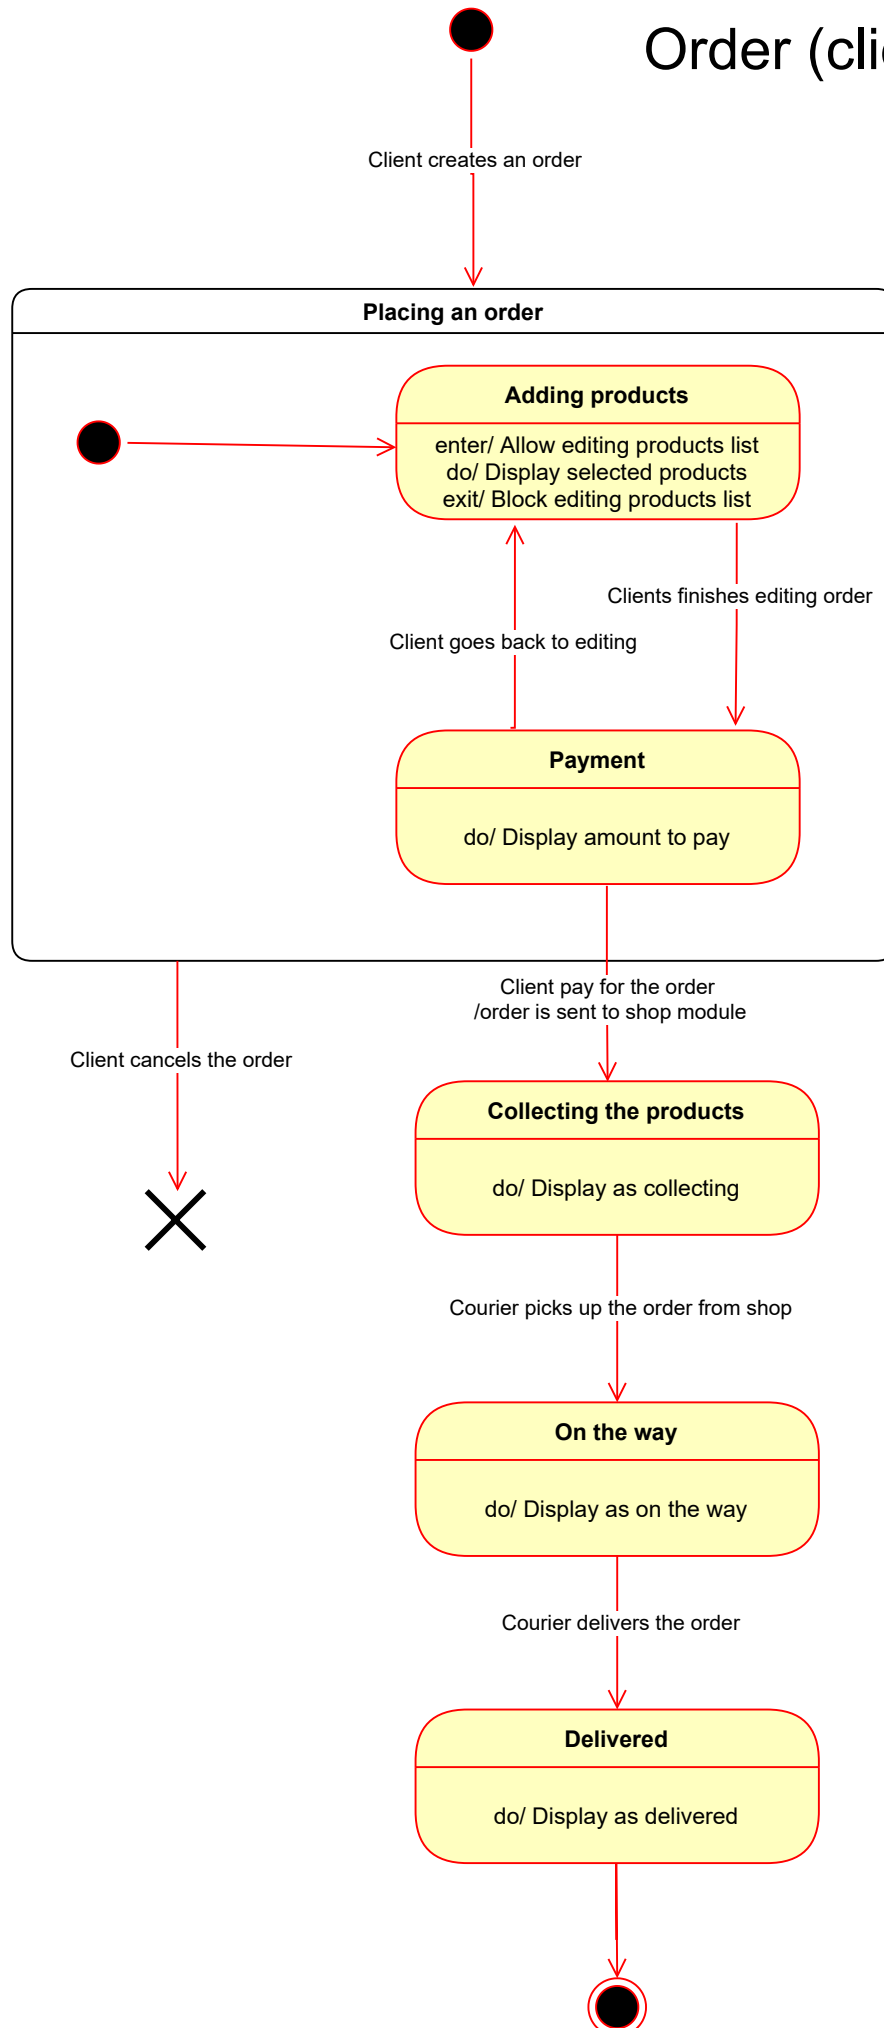 Order (clie
Client creates an order
Placing an order
Adding products
enter/ Allow editing products list
do/ Display selected products
exit/ Block editing products list
Clients finishes editing order
Client goes back to editing
Payment
do/ Display amount to pay
Client pay for the order
/order is sent to shop module
Client cancels the order
Collecting the products
do/ Display as collecting
Courier picks up the order from shop
On the way
do/ Display as on the way
Courier delivers the order
Delivered
do/ Display as delivered